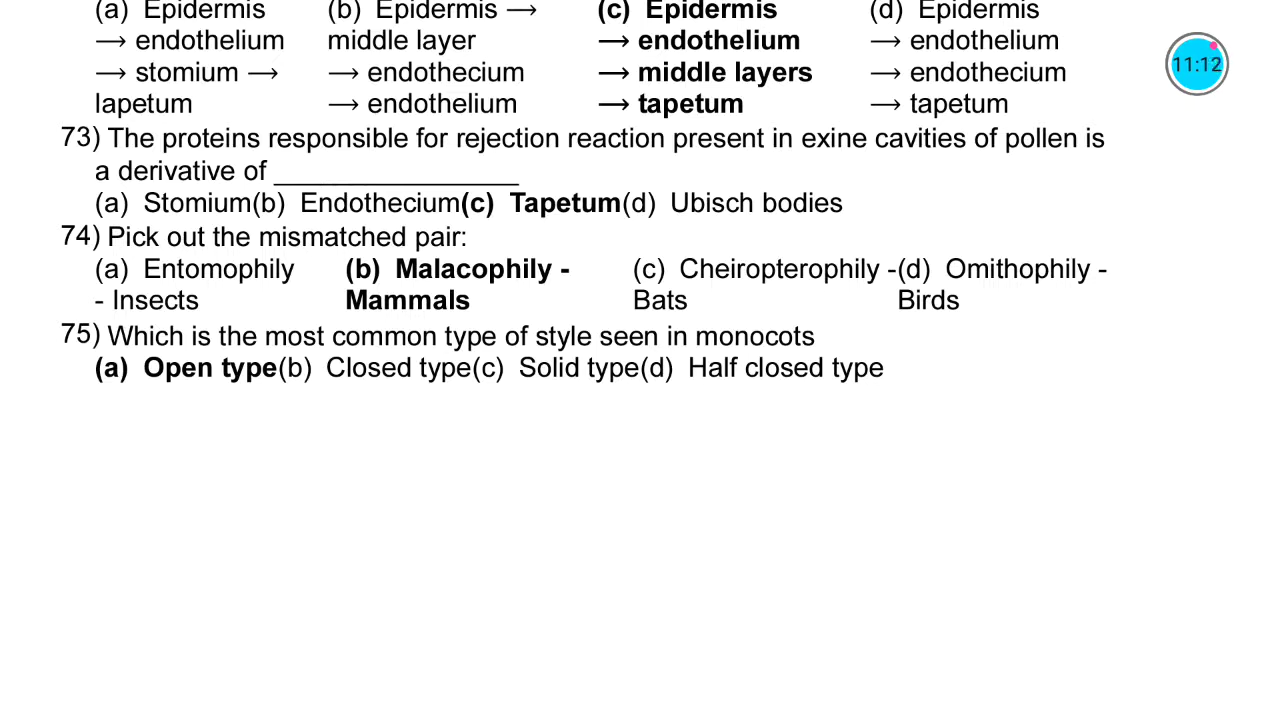 (a) Epidermis (b) Epidermis → (c) Epidermis (d) Epidermis
→ endothelium middle layer → endothelium → endothelium
→ stomium → → endothecium → middle layers → endothecium
lapetum → endothelium → tapetum → tapetum
73) The proteins responsible for rejection reaction present in exine cavities of pollen is
a derivative of ________________
(a) Stomium(b) Endothecium(c) Tapetum(d) Ubisch bodies
74) Pick out the mismatched pair:
(a) Entomophily (b) Malacophily - (c) Cheiropterophily -(d) Omithophily -
- Insects Mammals Bats Birds
75) Which is the most common type of style seen in monocots
(a) Open type(b) Closed type(c) Solid type(d) Half closed type
11:12